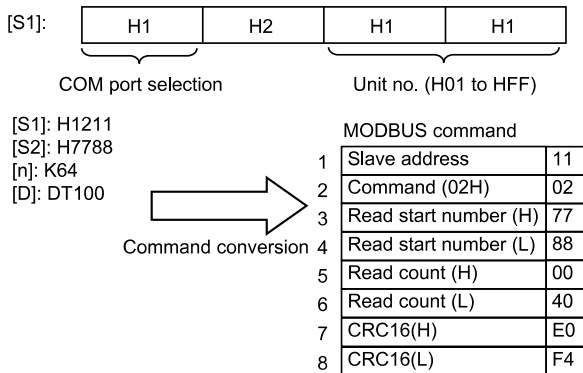 [S1]: H1 H2 H1 H1
COM port selection Unit no. (H01 to HFF)
[S1]: H1211
[S2]: H7788
[n]: K64
[D]: DT100
Command conversion
MODBUS command
1 Slave address 11
2 Command (02H) 02
3 Read start number (H) 77
4 Read start number (L) 88
5 Read count (H) 00
6 Read count (L) 40
7 CRC16(H) E0
8 CRC16(L) F4